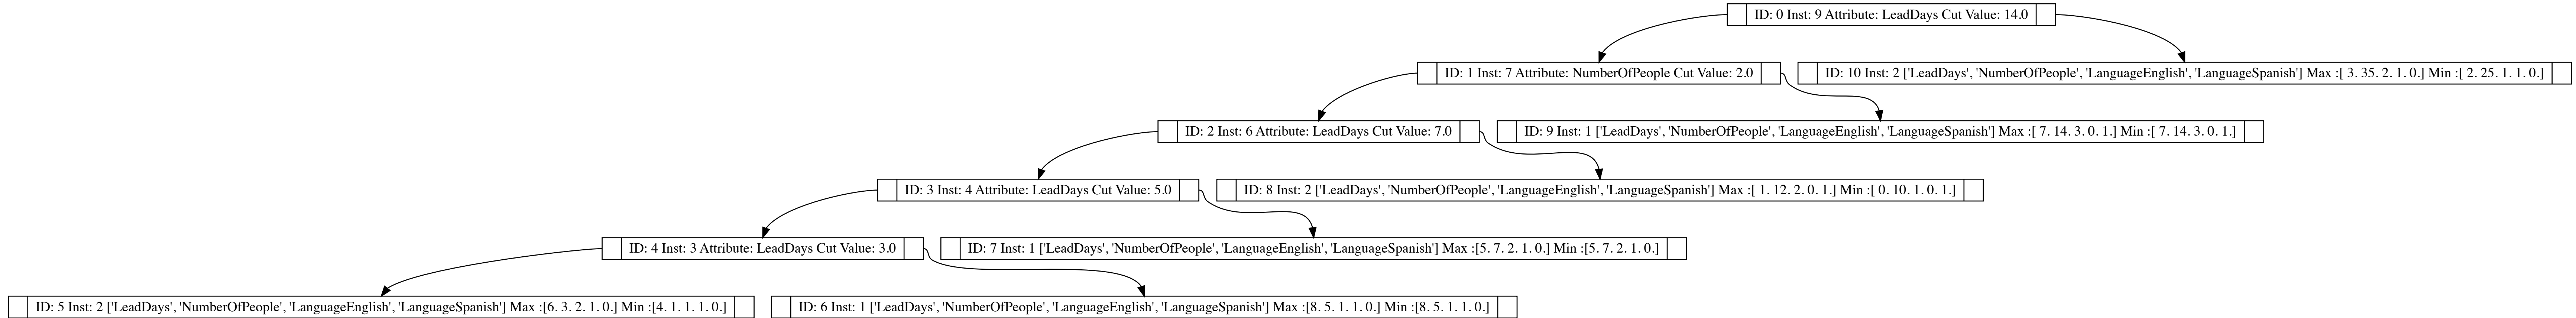 ID: 0 Inst: 9 Attribute: LeadDays Cut Value: 14.0
ID: 1 Inst: 7 Attribute: NumberOfPeople Cut Value: 2.0
ID: 10 Inst: 2 ['LeadDays', 'NumberOfPeople', 'LanguageEnglish', 'LanguageSpanish'] Max :[ 3. 35. 2. 1. 0.] Min :[ 2. 25. 1. 1. 0.]
ID: 2 Inst: 6 Attribute: LeadDays Cut Value: 7.0
ID: 9 Inst: 1 ['LeadDays', 'NumberOfPeople', 'LanguageEnglish', 'LanguageSpanish'] Max :[ 7. 14. 3. 0. 1.] Min :[ 7. 14. 3. 0. 1.]
ID: 3 Inst: 4 Attribute: LeadDays Cut Value: 5.0
ID: 8 Inst: 2 ['LeadDays', 'NumberOfPeople', 'LanguageEnglish', 'LanguageSpanish'] Max :[ 1. 12. 2. 0. 1.] Min :[ 0. 10. 1. 0. 1.]
ID: 4 Inst: 3 Attribute: LeadDays Cut Value: 3.0
ID: 7 Inst: 1 ['LeadDays', 'NumberOfPeople', 'LanguageEnglish', 'LanguageSpanish'] Max :[5. 7. 2. 1. 0.] Min :[5. 7. 2. 1. 0.]
ID: 5 Inst: 2 ['LeadDays', 'NumberOfPeople', 'LanguageEnglish', 'LanguageSpanish'] Max :[6. 3. 2. 1. 0.] Min :[4. 1. 1. 1. 0.]
ID: 6 Inst: 1 ['LeadDays', 'NumberOfPeople', 'LanguageEnglish', 'LanguageSpanish'] Max :[8. 5. 1. 1. 0.] Min :[8. 5. 1. 1. 0.]